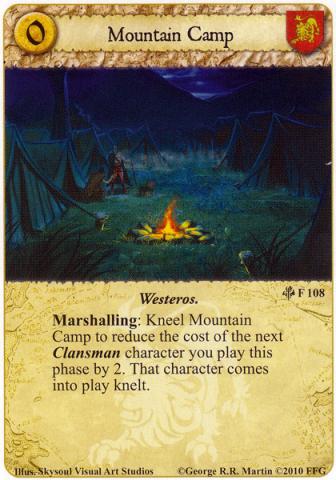 0
Mountain Camp
F 108
Westeros.
Marshalling: Kneel Mountain
Camp to reduce the cost of the next
Clansman character you play this
phase by 2. That character comes
into play knelt.
Illus. Skysoul Visual Art Studios ©George R.R. Martin ©2010 FFG